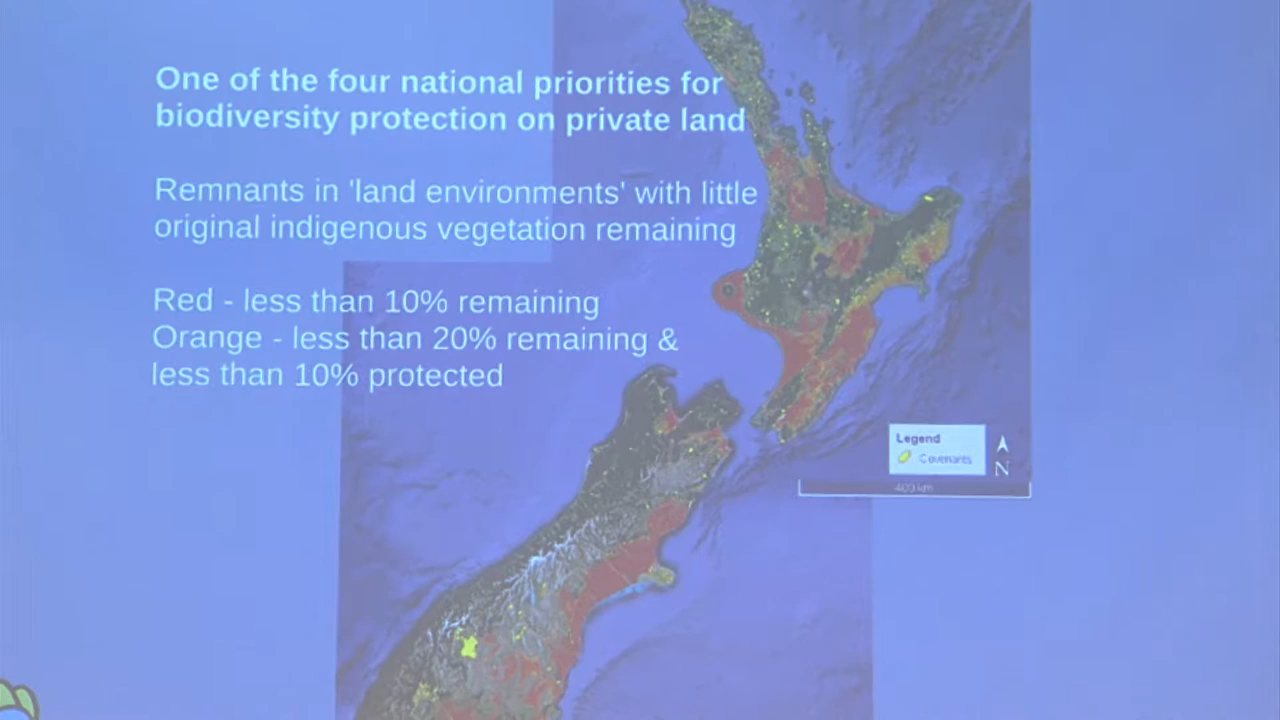 One of the four national priorities for
biodiversity protection on private land
Remnants in 'land environments' with little
original indigenous vegetation remaining
Red - less than 10% remaining
Orange - less than 20% remaining &
less than 10% protected
Legend
Covenants
N
400 km